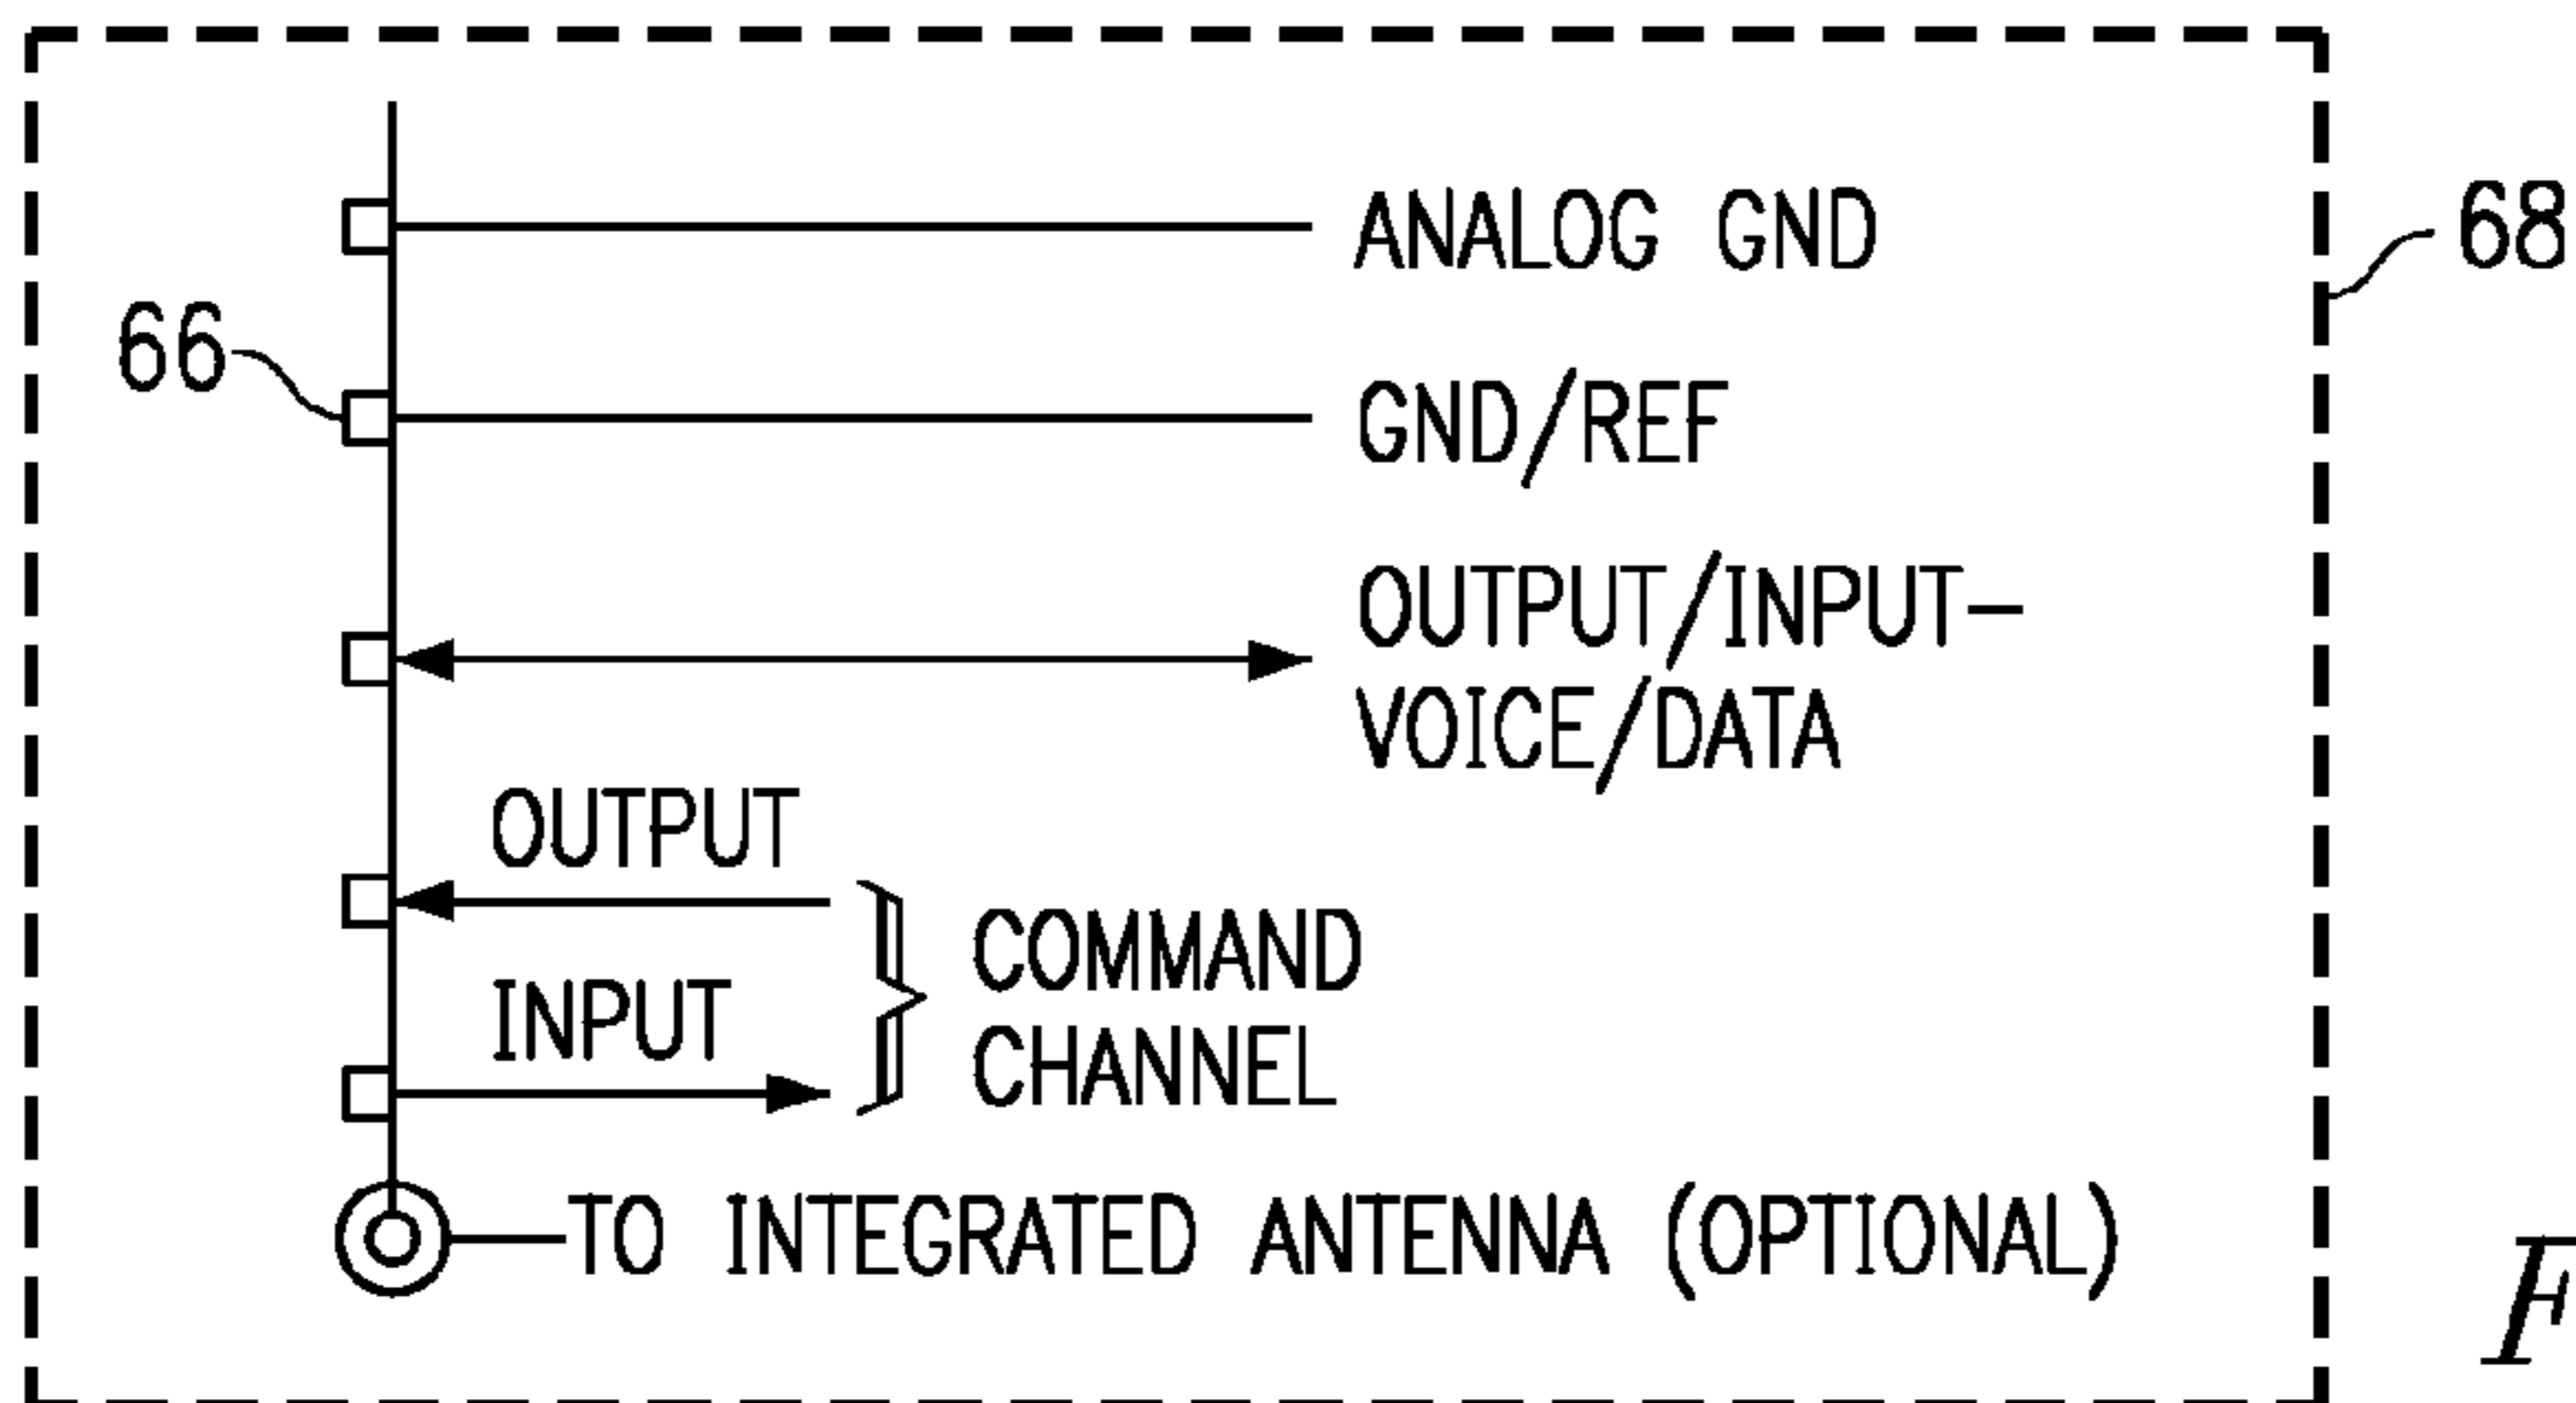 ANALOG GND
68
66
GND/REF
OUTPUT/INPUT-
VOICE/DATA
OUTPUT
INPUT
COMMAND
CHANNEL
TO INTEGRATED ANTENNA (OPTIONAL)
F